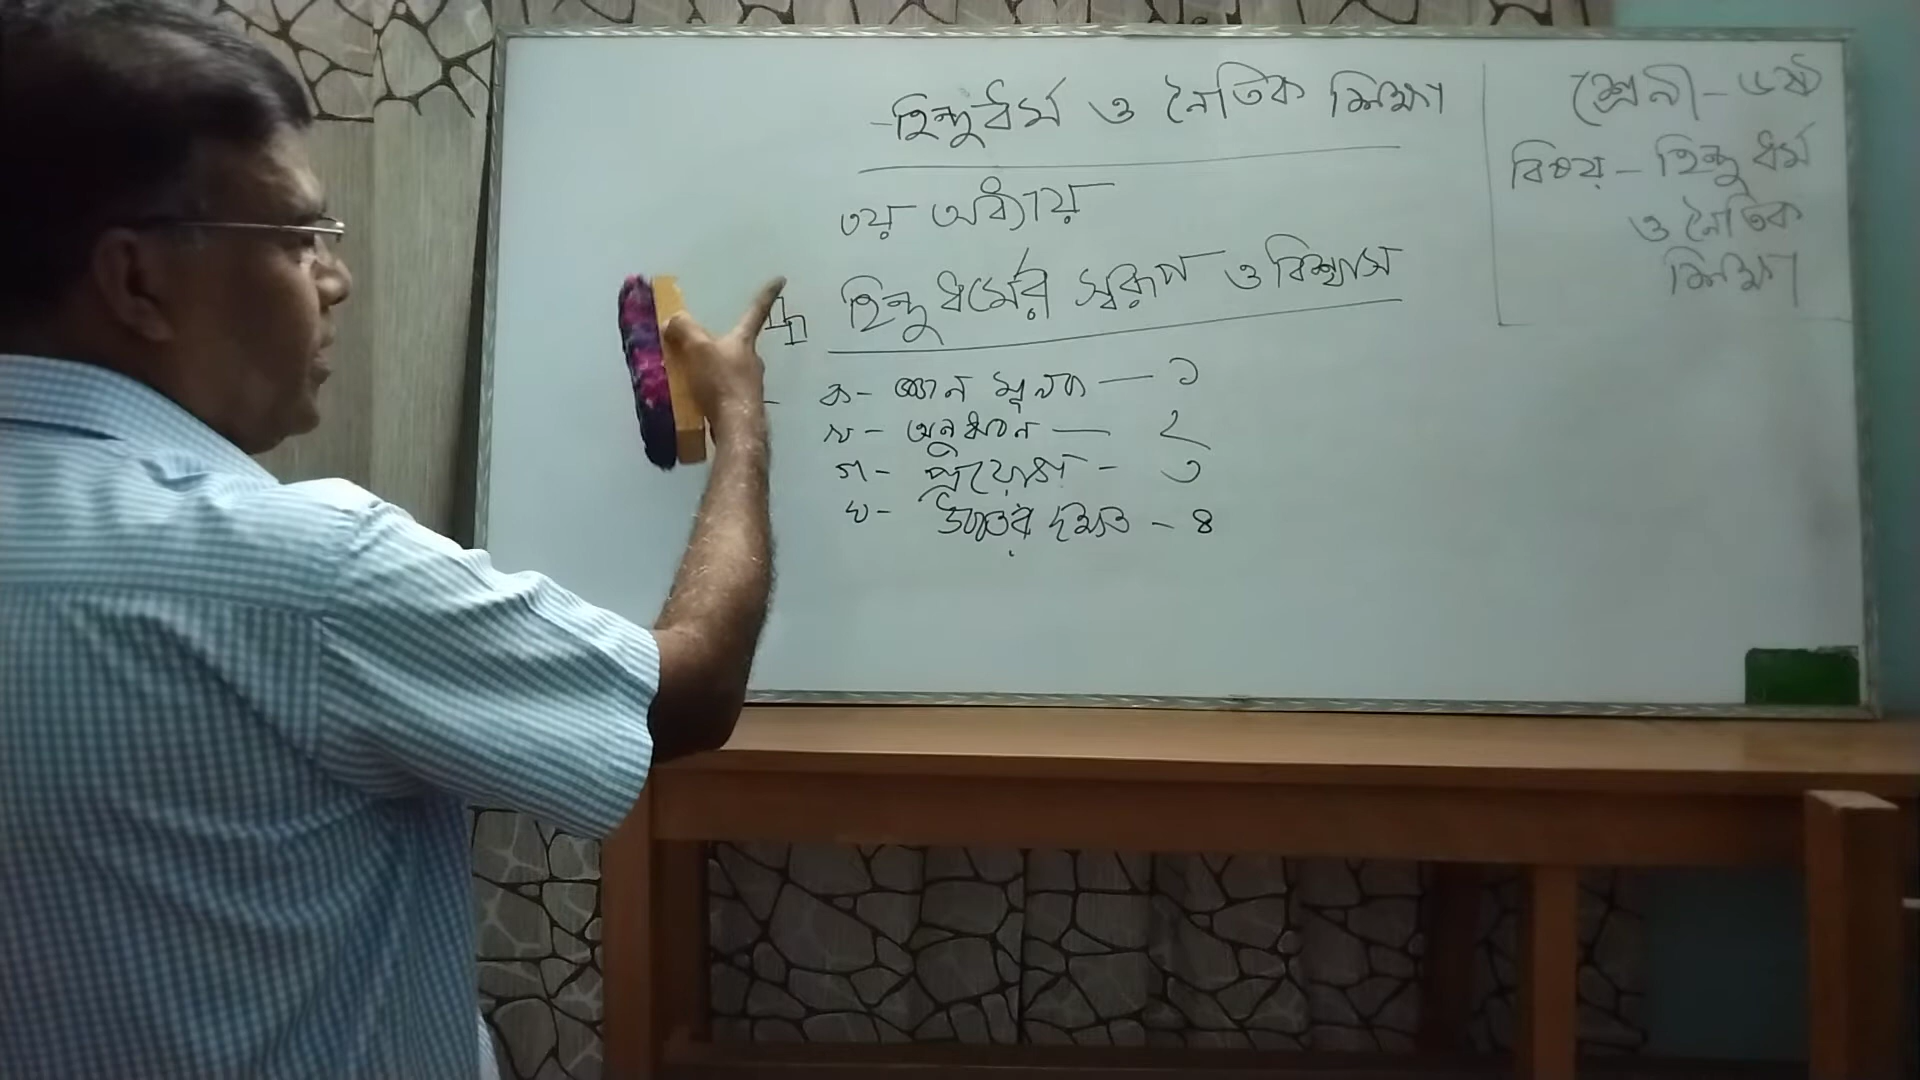 হিন্দুধর্ম ও নৈতিক শিক্ষা
৩য় অধ্যায়
হিন্দুধর্মের স্বরূপ ও বিশ্বাস
ক- জ্ঞান মূলক — ১
খ- অনুধাবন — ২
গ- প্রয়োগ - ৩
ঘ- উচ্চতর দক্ষতা - ৪
শ্রেনী - ৬ষ্ঠ
বিষয় - হিন্দু ধর্ম
ও নৈতিক
শিক্ষা